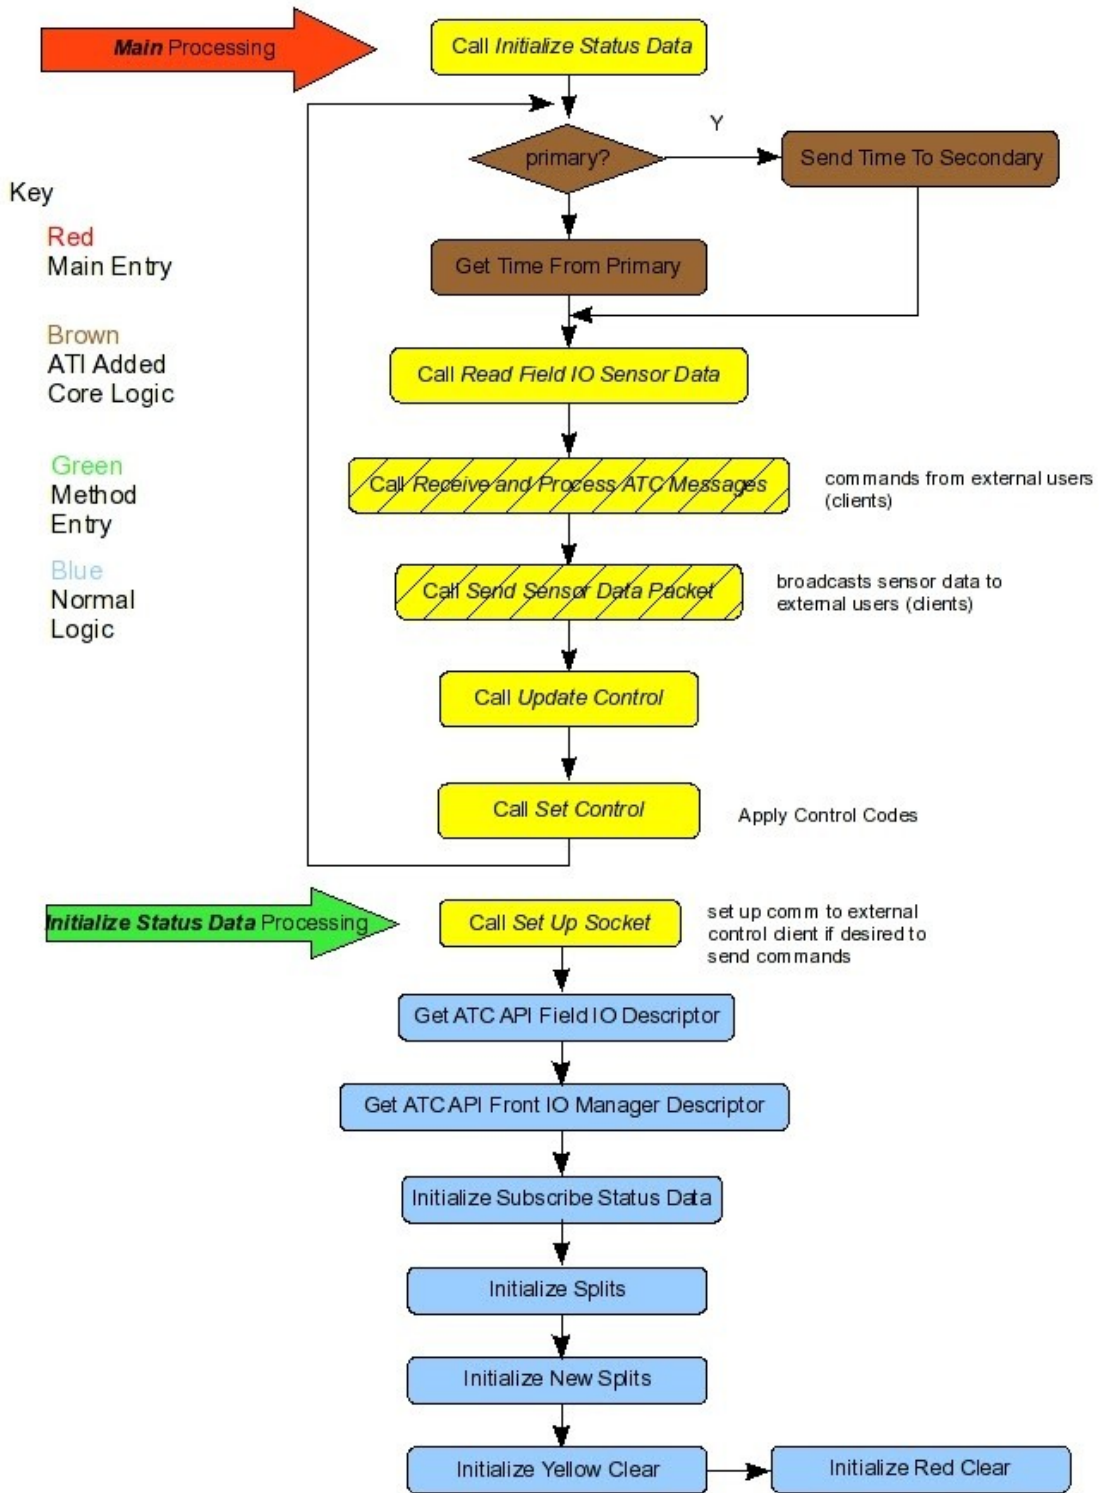 Main Processing
Call Initialize Status Data
Y
primary?
Send Time To Secondary
Key
Red
Main Entry
Get Time From Primary
Brown
ATI Added
Core Logic
Call Read Field IO Sensor Data
Green
Method
Entry
Call Receive and Process ATC Messages
commands from external users
(clients)
Blue
Normal
Logic
Call Send Sensor Data Packet
broadcasts sensor data to
external users (clients)
Call Update Control
Call Set Control
Apply Control Codes
Initialize Status Data Processing
Call Set Up Socket
set up comm to external
control client if desired to
send commands
Get ATC API Field IO Descriptor
Get ATC API Front IO Manager Descriptor
Initialize Subscribe Status Data
Initialize Splits
Initialize New Splits
Initialize Yellow Clear
Initialize Red Clear